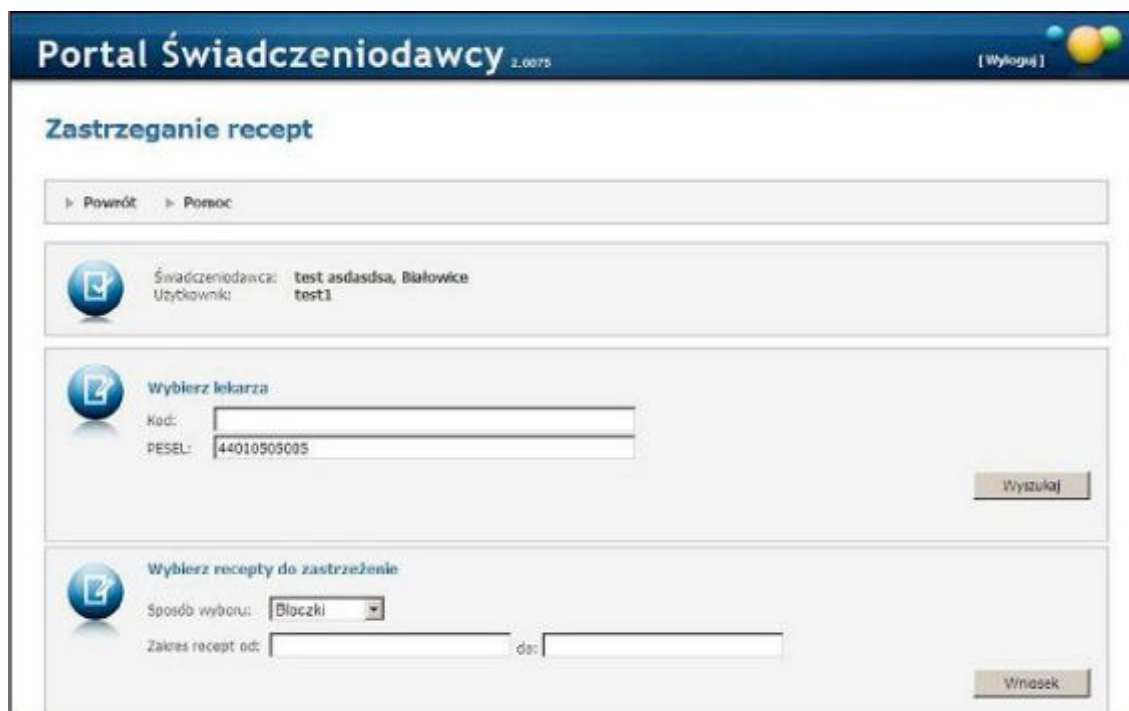 Portal Świadczeniodawcy 2.0075
[ Wyloguj ]
Zastrzeganie recept
Powrót Pomoc
Świadczeniodawca: test asdasdsa, Białowice
Użytkownik: test1
Wybierz lekarza
Kod:
PESEL: 44010505005
Wyszukaj
Wybierz recepty do zastrzeżenie
Sposób wyboru: Bloczki
Zakres recept od: do:
Wniosek